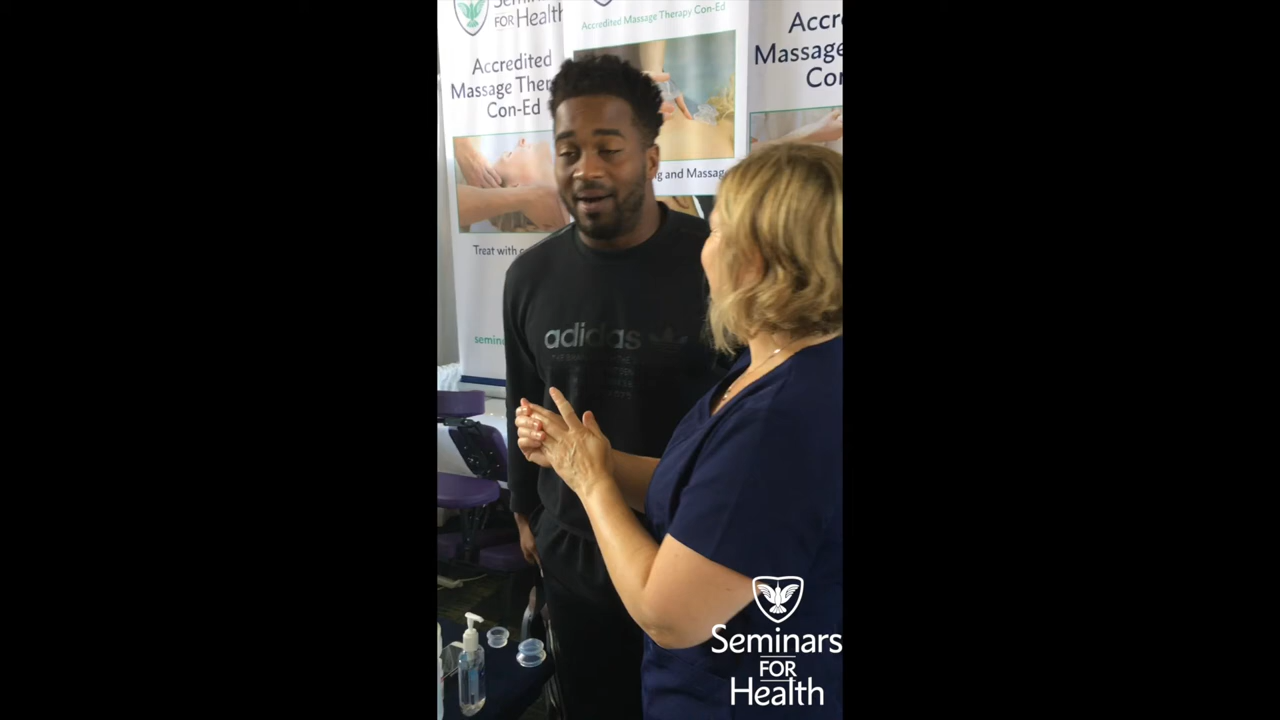 Semin
FOR Health
Accredited
Massage Ther
Con-Ed
Treat with c
semin
Accredited Massage Therapy Con-Ed
g and Massag
Accr
Massage
Con
adidas
Seminars
FOR
Health